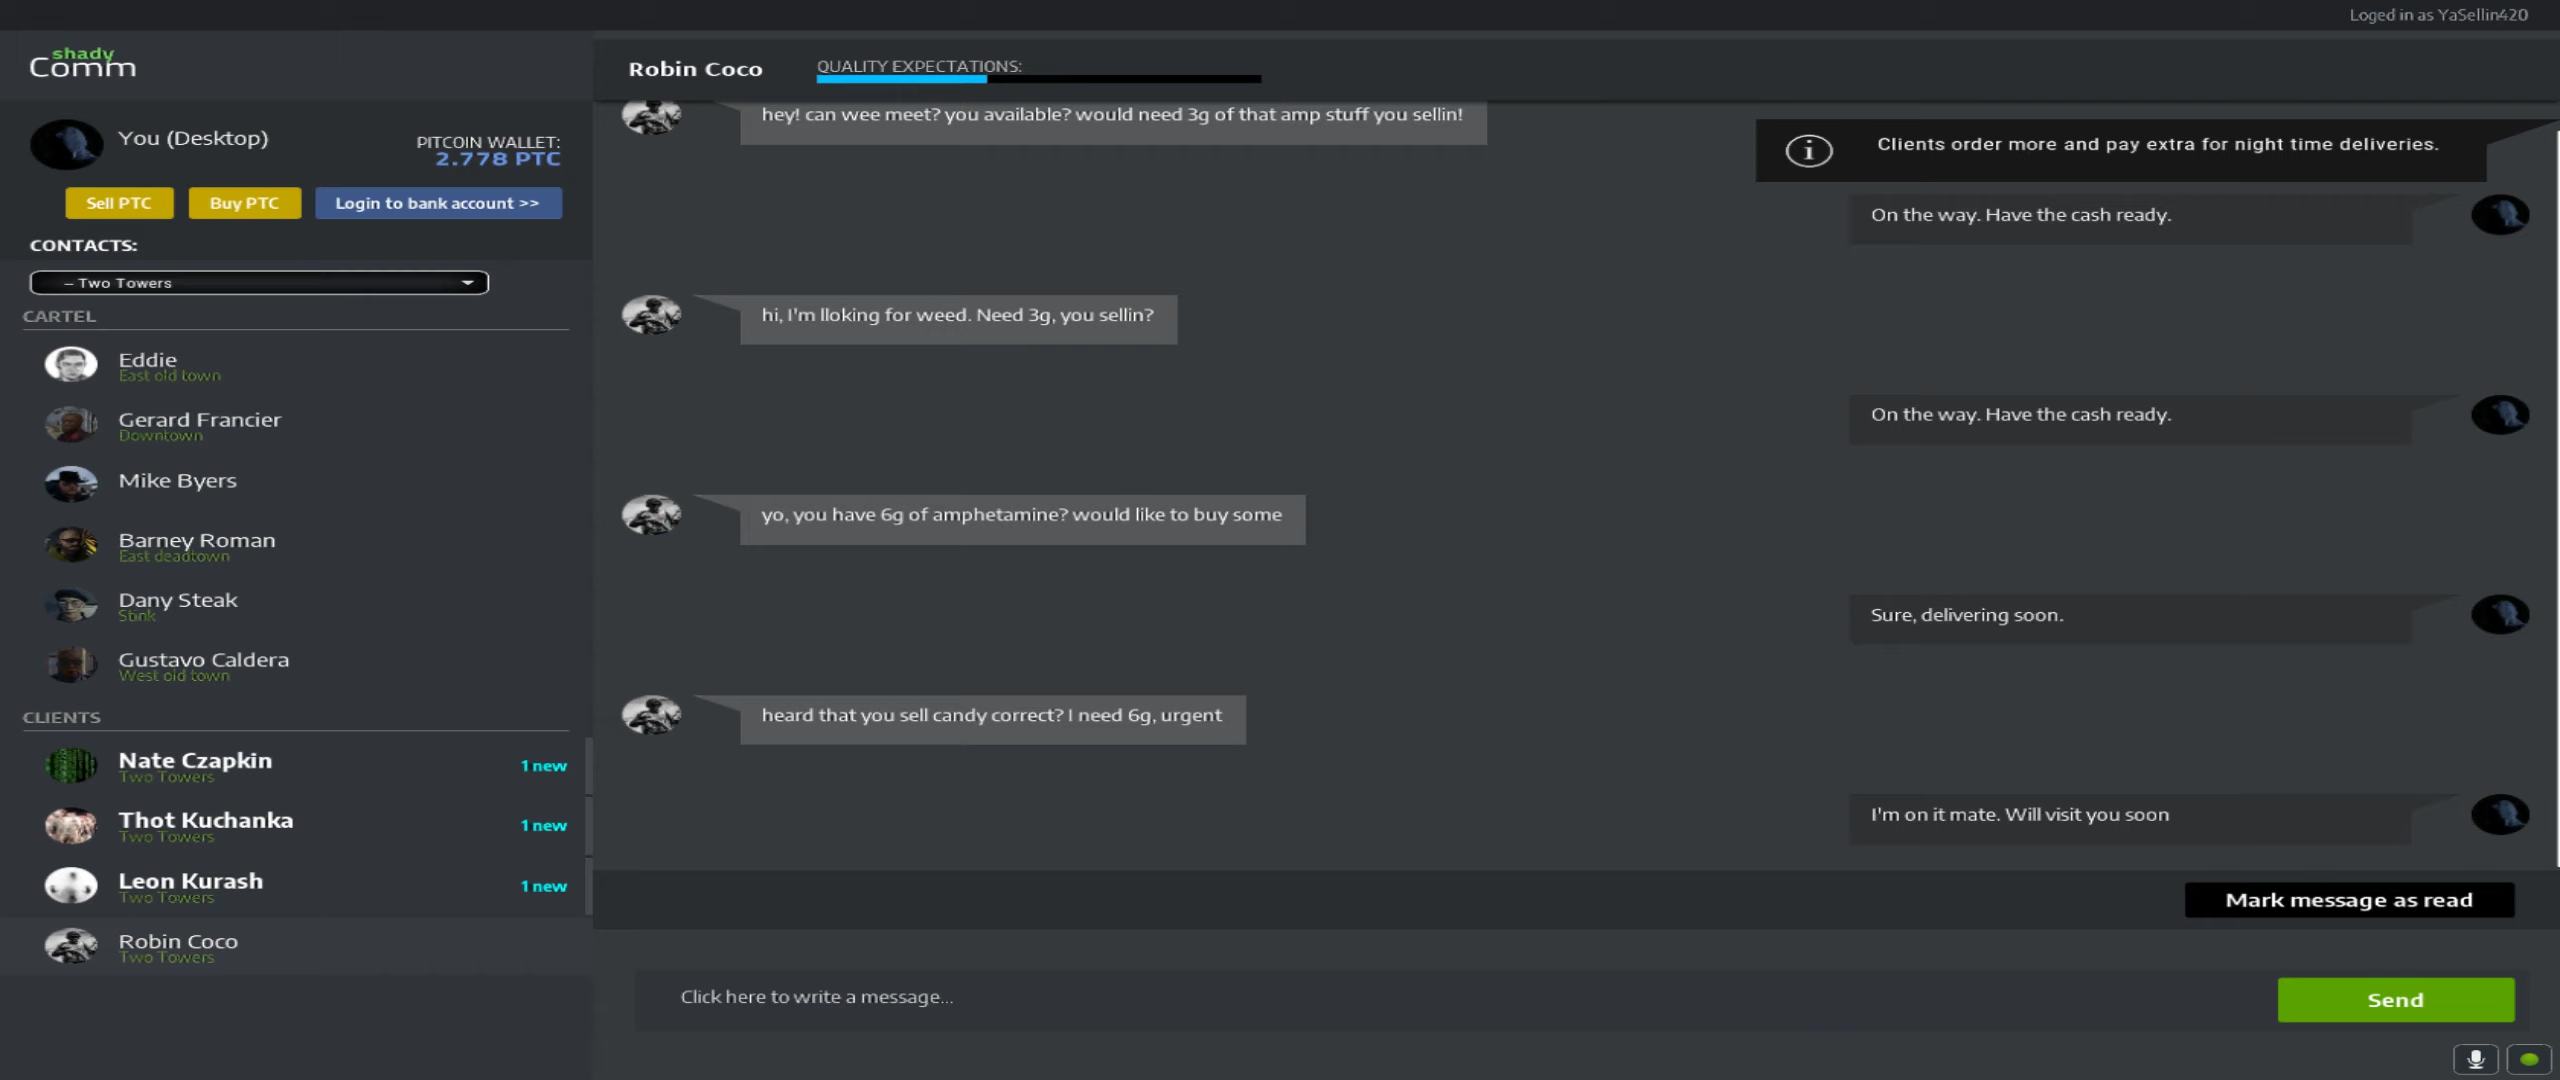 Loged in as YaSellin420
shady
Comm
You (Desktop)
PITCOIN WALLET:
2.778 PTC
Sell PTC
Buy PTC
Login to bank account >>
CONTACTS:
-- Two Towers
CARTEL
Eddie
East old town
Gerard Francier
Downtown
Mike Byers
Barney Roman
East deadtown
Dany Steak
Stink
Gustavo Caldera
West old town
CLIENTS
Nate Czapkin
Two Towers
1 new
Thot Kuchanka
Two Towers
1 new
Leon Kurash
Two Towers
1 new
Robin Coco
Two Towers
Robin Coco
QUALITY EXPECTATIONS:
hey! can wee meet? you available? would need 3g of that amp stuff you sellin!
Clients order more and pay extra for night time deliveries.
On the way. Have the cash ready.
hi, I'm lloking for weed. Need 3g, you sellin?
On the way. Have the cash ready.
yo, you have 6g of amphetamine? would like to buy some
Sure, delivering soon.
heard that you sell candy correct? I need 6g, urgent
I'm on it mate. Will visit you soon
Mark message as read
Click here to write a message...
Send